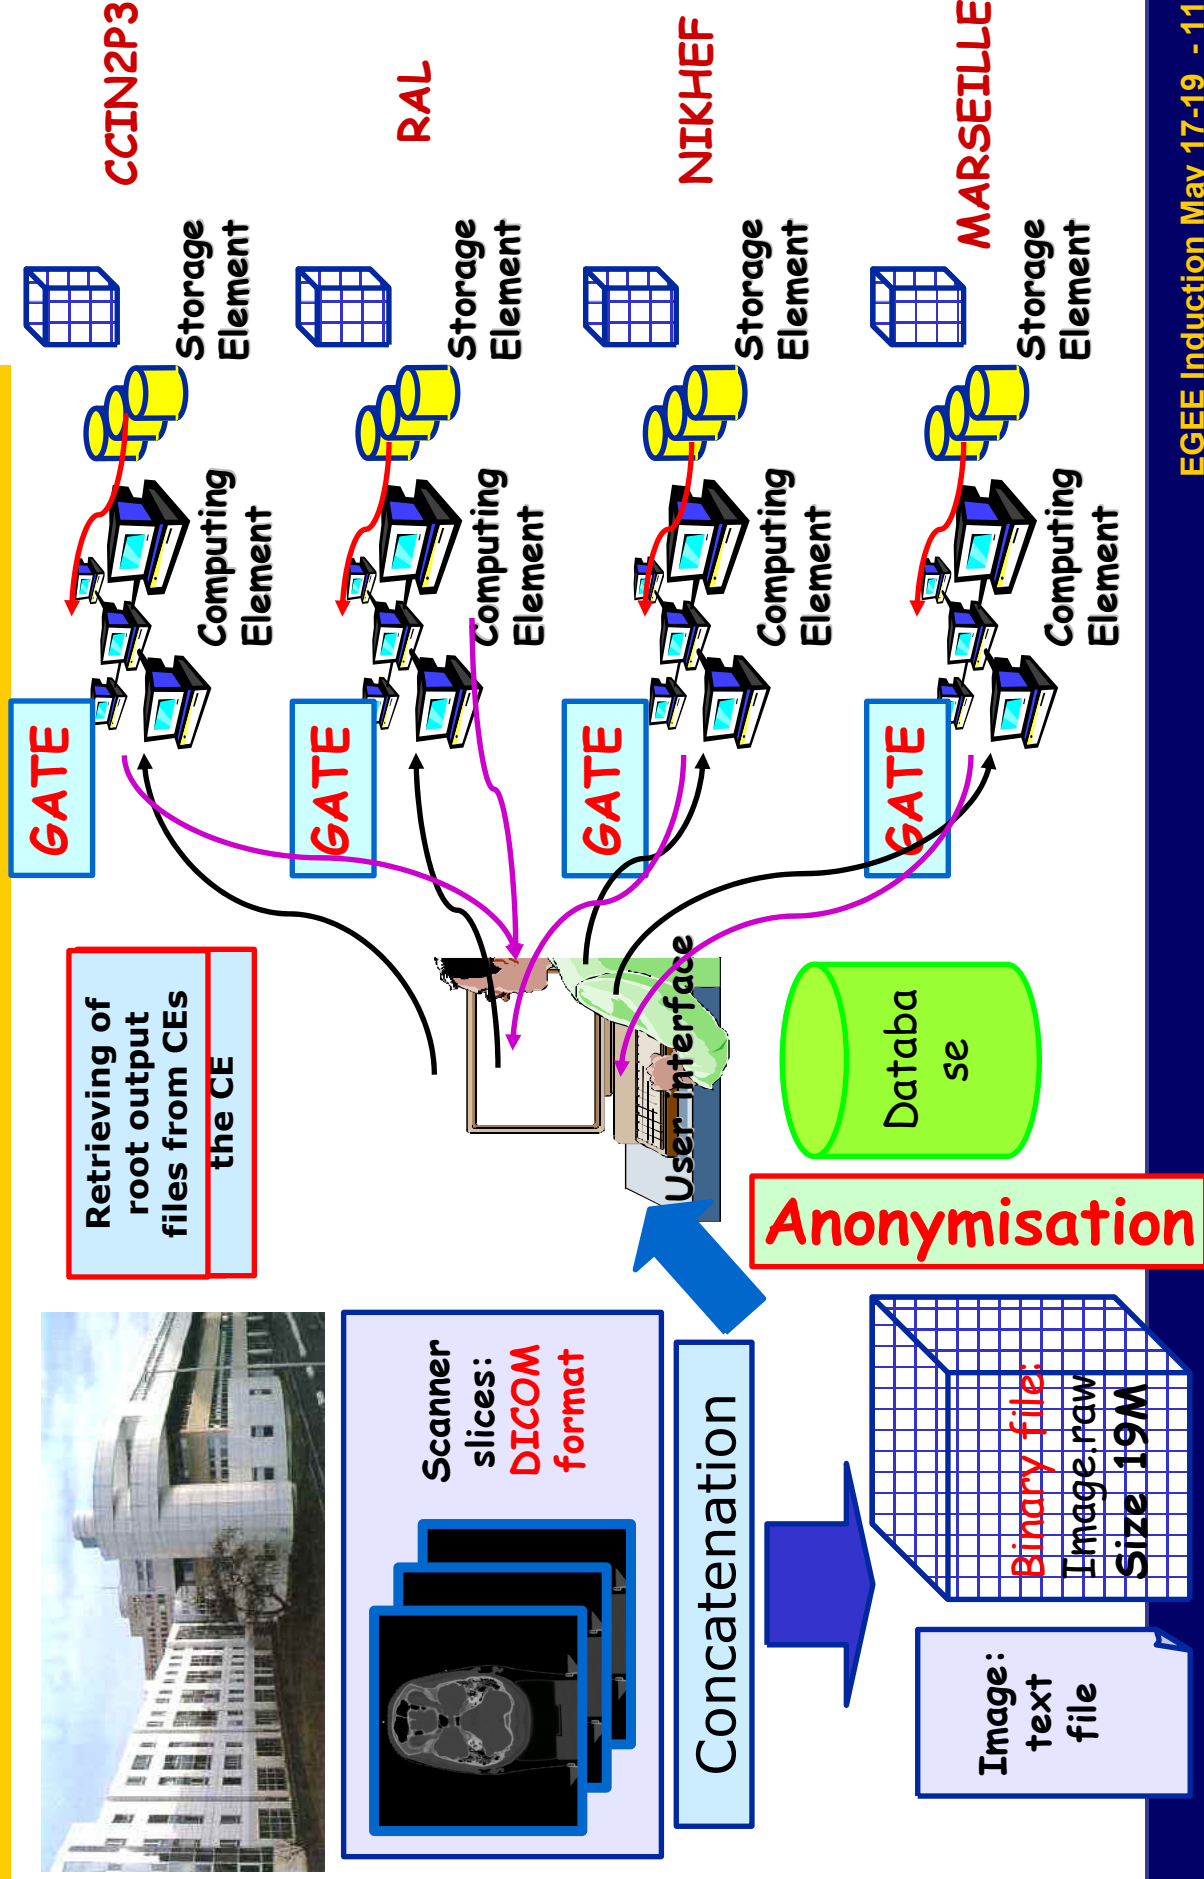 Scanner
slices:
DICOM
format
Concatenation
Image:
text
file
Binary file:
Image.raw
Size 19M
Anonymisation
Retrieving of
root output
files from CEs
the CE
User interface
Databa
se
GATE
Computing
Element
Storage
Element
CCIN2P3
GATE
Computing
Element
Storage
Element
RAL
GATE
Computing
Element
Storage
Element
NIKHEF
GATE
Computing
Element
Storage
Element
MARSEILLE
EGEE Induction May 17-19 - 11